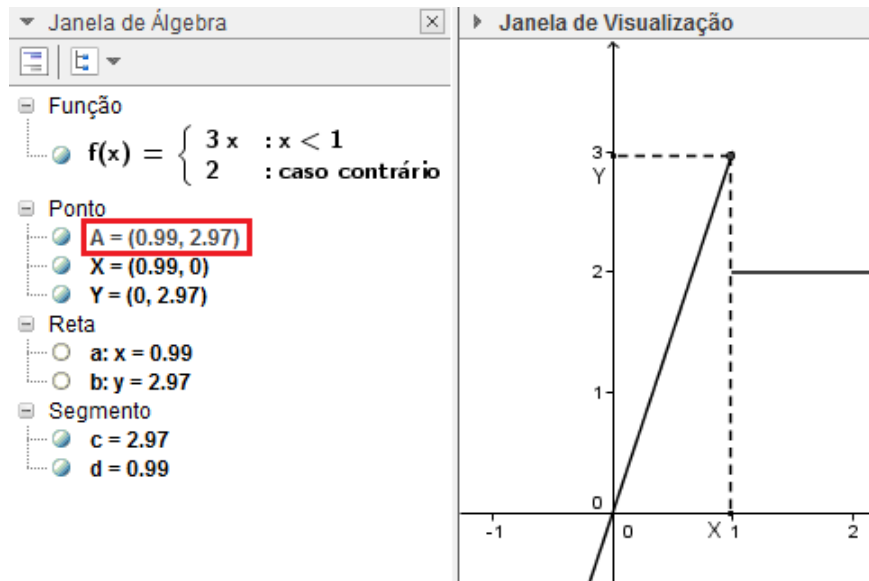 Janela de Álgebra
Função
f(x) = { 3 x : x < 1
2 : caso contrário
Ponto
A = (0.99, 2.97)
X = (0.99, 0)
Y = (0, 2.97)
Reta
a: x = 0.99
b: y = 2.97
Segmento
c = 2.97
d = 0.99
Janela de Visualização
3
Y
2
1
0
-1
0
X
1
2